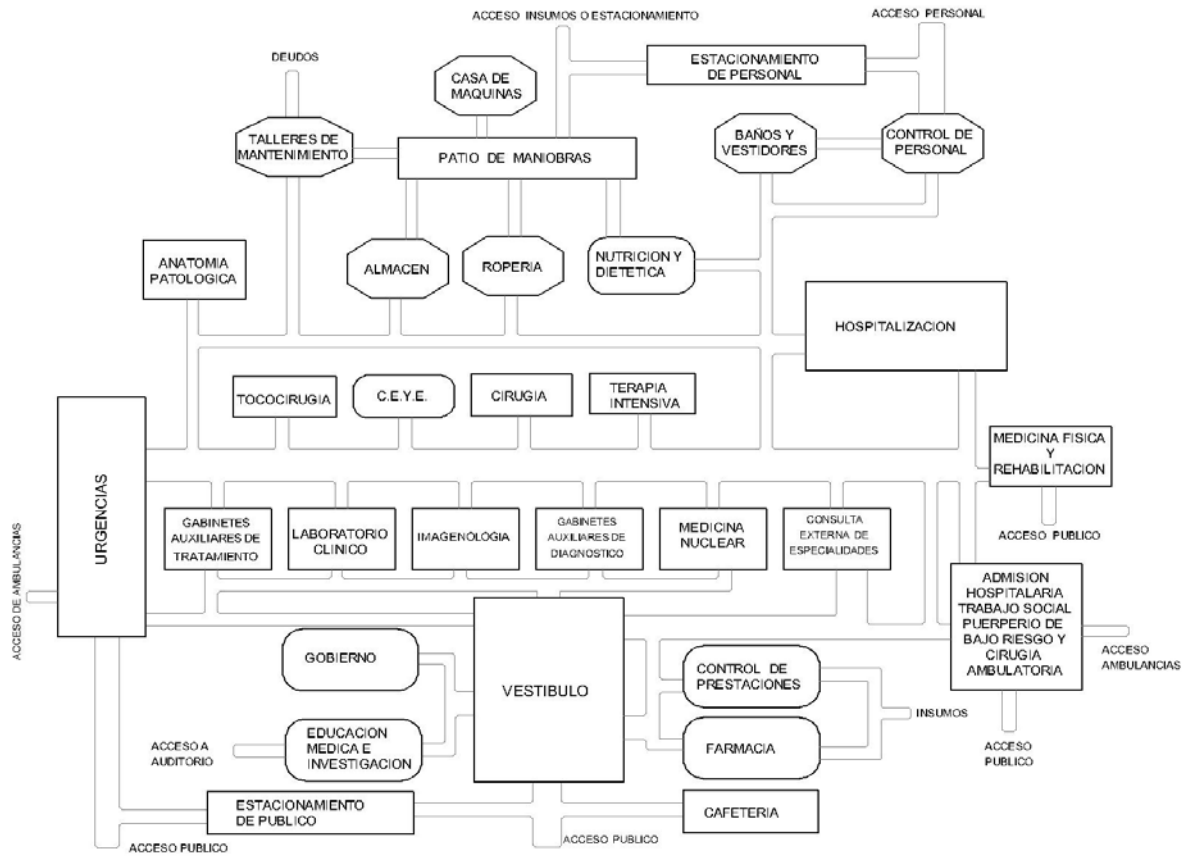 ACCESO INSUMOS O ESTACIONAMIENTO
ACCESO PERSONAL
DEUDOS
CASA DE
MAQUINAS
ESTACIONAMIENTO
DE PERSONAL
TALLERES DE
MANTENIMIENTO
PATIO DE MANIOBRAS
BAÑOS Y
VESTIDORES
CONTROL DE
PERSONAL
ANATOMIA
PATOLOGICA
ALMACEN
ROPERIA
NUTRICION Y
DIETETICA
HOSPITALIZACION
TOCOCIRUGIA
C.E.Y.E.
CIRUGIA
TERAPIA
INTENSIVA
MEDICINA FISICA
Y
REHABILITACION
URGENCIAS
GABINETES
AUXILIARES DE
TRATAMIENTO
LABORATORIO
CLINICO
IMAGENOLOGIA
GABINETES
AUXILIARES DE
DIAGNOSTICO
MEDICINA
NUCLEAR
CONSULTA
EXTERNA DE
ESPECIALIDADES
ACCESO PUBLICO
ACCESO DE AMBULANCIAS
ADMISION
HOSPITALARIA
TRABAJO SOCIAL
PUERPERIO DE
BAJO RIESGO Y
CIRUGIA
AMBULATORIA
ACCESO
AMBULANCIAS
GOBIERNO
VESTIBULO
CONTROL DE
PRESTACIONES
INSUMOS
EDUCACION
MEDICA E
INVESTIGACION
ACCESO A
AUDITORIO
FARMACIA
ACCESO
PUBLICO
ESTACIONAMIENTO
DE PUBLICO
CAFETERIA
ACCESO PUBLICO
ACCESO PUBLICO